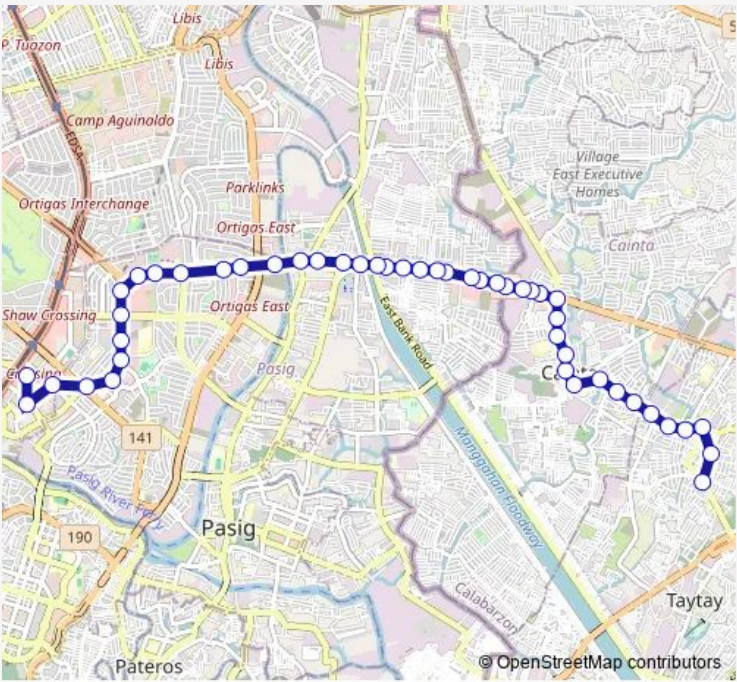 Libis
P. Tuazon
Libis
5
Camp Aguinaldo
EDSA
Village
East Executive
Homes
Parklinks
Ortigas Interchange
Ortigas East
Cainta
Shaw Crossing
Ortigas East
East Bank Road
Pasig
141
Manggahan Floodway
Pasig River Ferry
190
Pasig
Calabarzon
Taytay
Pateros
© OpenStreetMap contributors